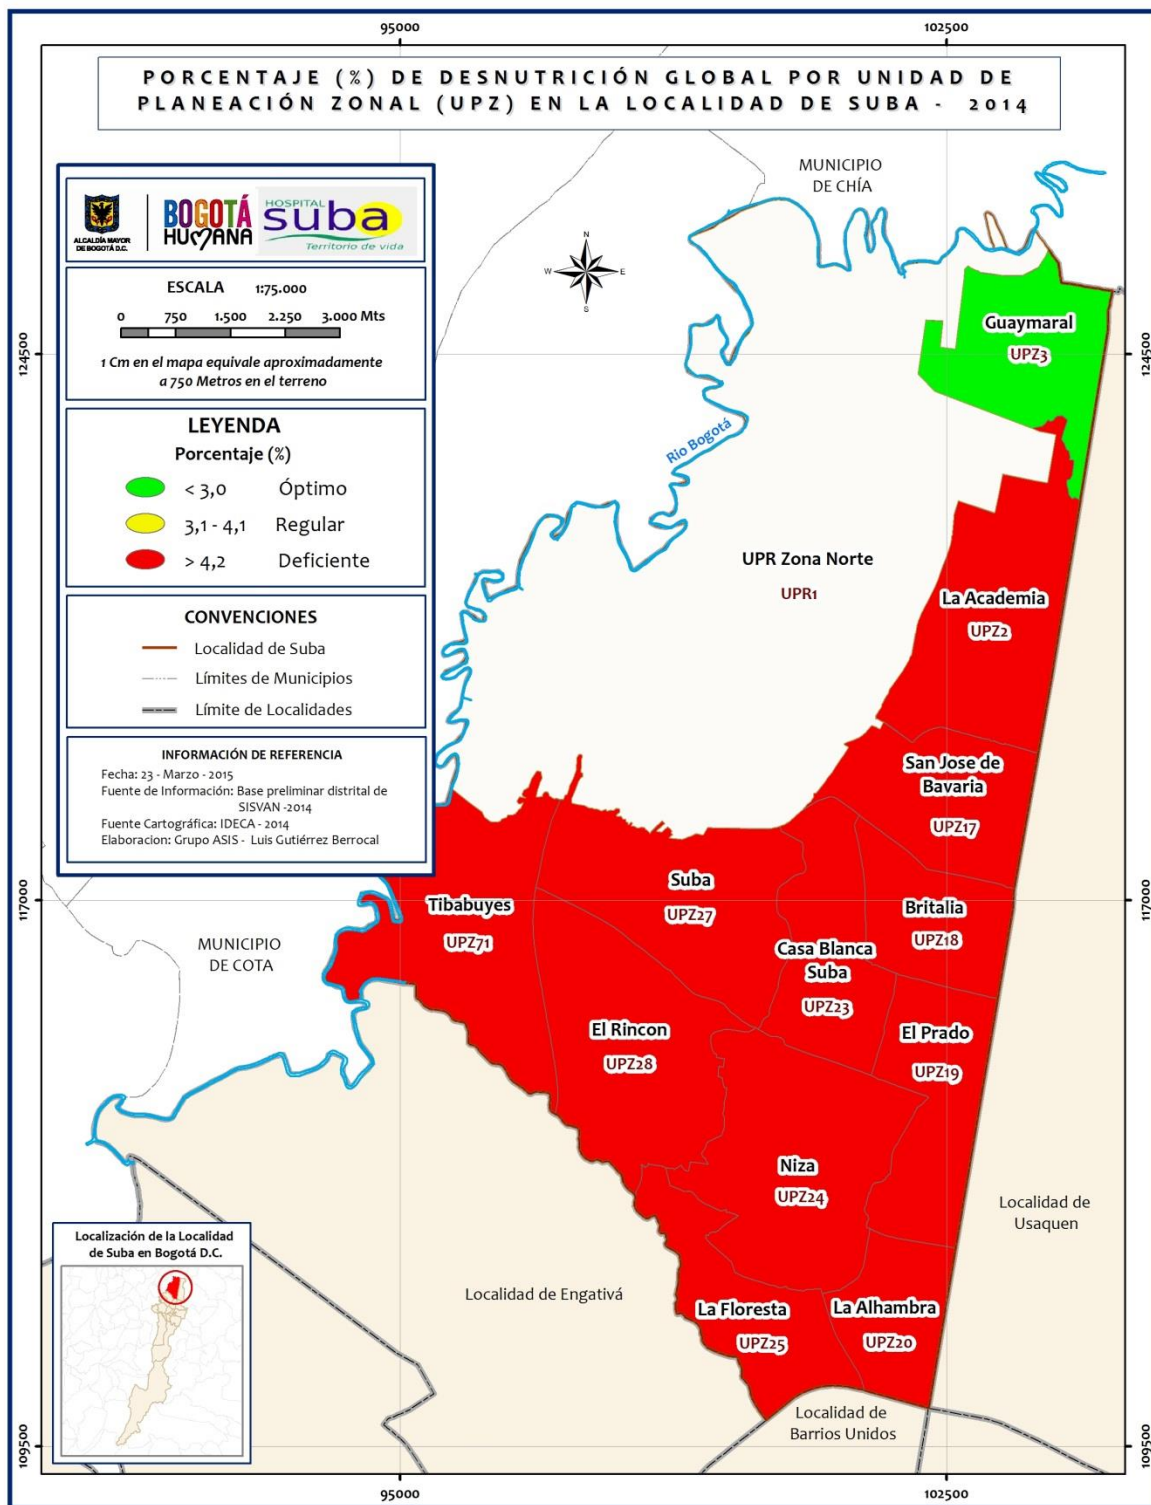 95000
102500
PORCENTAJE (%) DE DESNUTRICIÓN GLOBAL POR UNIDAD DE
PLANEACIÓN ZONAL (UPZ) EN LA LOCALIDAD DE SUBA - 2014
ALCALDÍA MAYOR
DE BOGOTÁ D.C.
BOGOTÁ
HUMANA
HOSPITAL
suba
Territorio de vida
ESCALA 1:75.000
0 750 1.500 2.250 3.000 Mts
1 Cm en el mapa equivale aproximadamente
a 750 Metros en el terreno
LEYENDA
Porcentaje (%)
< 3,0 Óptimo
3,1 - 4,1 Regular
> 4,2 Deficiente
CONVENCIONES
Localidad de Suba
Límites de Municipios
Límite de Localidades
INFORMACIÓN DE REFERENCIA
Fecha: 23 - Marzo - 2015
Fuente de Información: Base preliminar distrital de
SISVAN -2014
Fuente Cartográfica: IDECA - 2014
Elaboracion: Grupo ASIS - Luis Gutiérrez Berrocal
N
W
E
S
MUNICIPIO
DE CHÍA
124500
124500
Guaymaral
UPZ3
Rio Bogotá
UPR Zona Norte
UPR1
La Academia
UPZ2
San Jose de
Bavaria
UPZ17
117000
117000
Suba
UPZ27
Tibabuyes
UPZ71
Britalia
UPZ18
MUNICIPIO
DE COTA
Casa Blanca
Suba
UPZ23
El Rincon
UPZ28
El Prado
UPZ19
Niza
UPZ24
Localidad de
Usaquen
Localización de la Localidad
de Suba en Bogotá D.C.
Localidad de Engativá
La Floresta
UPZ25
La Alhambra
UPZ20
Localidad de
Barrios Unidos
109500
109500
95000
102500